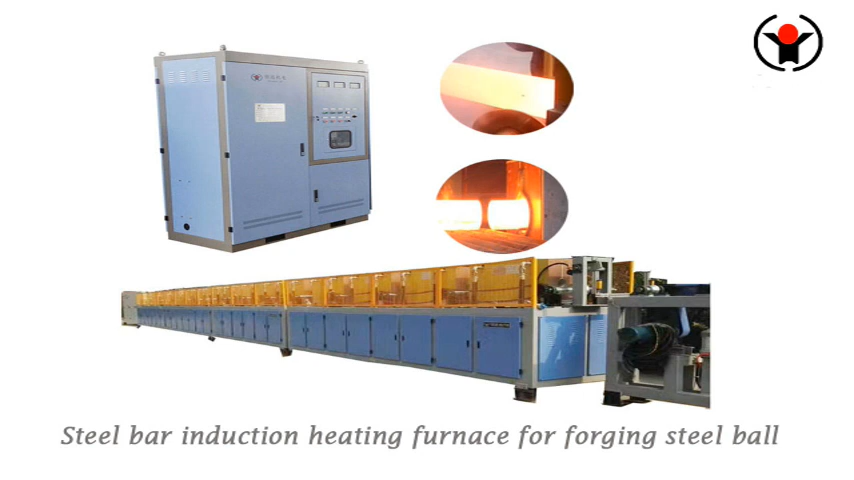 Steel bar induction heating furnace for forging steel ball